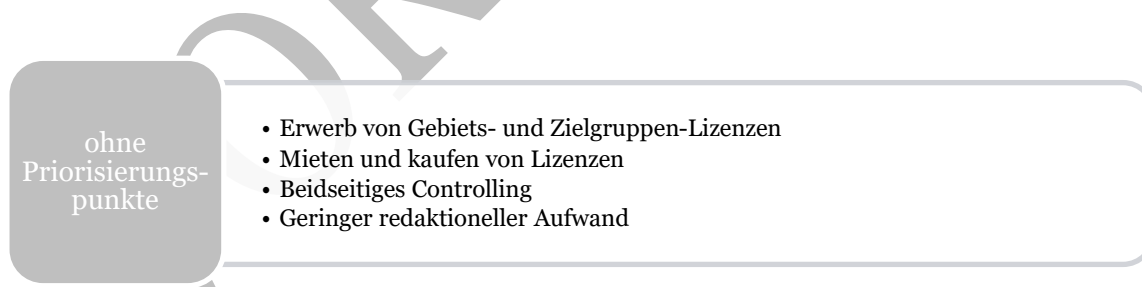 ohne
Priorisierungs-
punkte
• Erwerb von Gebiets- und Zielgruppen-Lizenzen
• Mieten und kaufen von Lizenzen
• Beidseitiges Controlling
• Geringer redaktioneller Aufwand